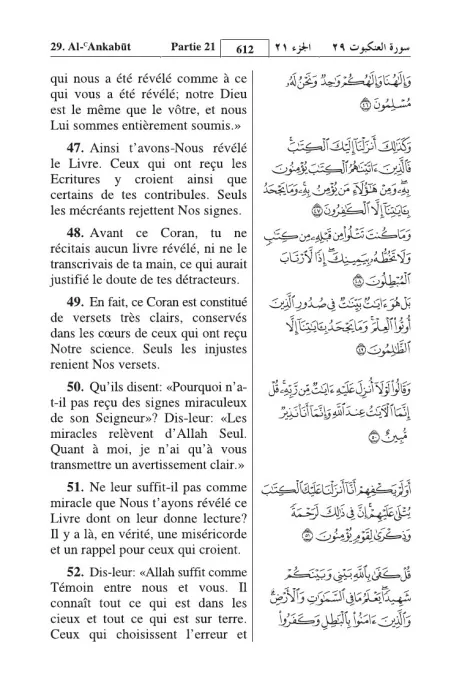 29. Al-ᶜAnkabūt Partie 21 612 الجزء ٢١ سورة العنكبوت ٢٩
qui nous a été révélé comme à ce
qui vous a été révélé; notre Dieu
est le même que le vôtre, et nous
Lui sommes entièrement soumis.»
47. Ainsi t'avons-Nous révélé
le Livre. Ceux qui ont reçu les
Ecritures y croient ainsi que
certains de tes contribules. Seuls
les mécréants rejettent Nos signes.
48. Avant ce Coran, tu ne
récitais aucun livre révélé, ni ne le
transcrivais de ta main, ce qui aurait
justifié le doute de tes détracteurs.
49. En fait, ce Coran est constitué
de versets très clairs, conservés
dans les cœurs de ceux qui ont reçu
Notre science. Seuls les injustes
renient Nos versets.
50. Qu'ils disent: «Pourquoi n'a-
t-il pas reçu des signes miraculeux
de son Seigneur»? Dis-leur: «Les
miracles relèvent d'Allah Seul.
Quant à moi, je n'ai qu'à vous
transmettre un avertissement clair.»
51. Ne leur suffit-il pas comme
miracle que Nous t'ayons révélé ce
Livre dont on leur donne lecture?
Il y a là, en vérité, une miséricorde
et un rappel pour ceux qui croient.
52. Dis-leur: «Allah suffit comme
Témoin entre nous et vous. Il
connaît tout ce qui est dans les
cieux et tout ce qui est sur terre.
Ceux qui choisissent l'erreur et
وَإِلَٰهُنَا وَإِلَٰهُكُمْ وَٰحِدٌ وَنَحْنُ لَهُۥ
مُسْلِمُونَ ٤٦
وَكَذَٰلِكَ أَنزَلْنَآ إِلَيْكَ ٱلْكِتَٰبَ ۚ
فَٱلَّذِينَ ءَاتَيْنَٰهُمُ ٱلْكِتَٰبَ يُؤْمِنُونَ
بِهِۦ ۖ وَمِنْ هَٰٓؤُلَآءِ مَن يُؤْمِنُ بِهِۦ ۚ وَمَا يَجْحَدُ
بِـَٔايَٰتِنَآ إِلَّا ٱلْكَٰفِرُونَ ٤٧
وَمَا كُنتَ تَتْلُوا۟ مِن قَبْلِهِۦ مِن كِتَٰبٍ
وَلَا تَخُطُّهُۥ بِيَمِينِكَ ۖ إِذًا لَّٱرْتَابَ
ٱلْمُبْطِلُونَ ٤٨
بَلْ هُوَ ءَايَٰتٌۢ بَيِّنَٰتٌ فِى صُدُورِ ٱلَّذِينَ
أُوتُوا۟ ٱلْعِلْمَ ۚ وَمَا يَجْحَدُ بِـَٔايَٰتِنَآ إِلَّا
ٱلظَّٰلِمُونَ ٤٩
وَقَالُوا۟ لَوْلَآ أُنزِلَ عَلَيْهِ ءَايَٰتٌ مِّن رَّبِّهِۦ ۖ قُلْ
إِنَّمَا ٱلْءَايَٰتُ عِندَ ٱللَّهِ وَإِنَّمَآ أَنَا۠ نَذِيرٌ
مُّبِينٌ ٥٠
أَوَلَمْ يَكْفِهِمْ أَنَّآ أَنزَلْنَا عَلَيْكَ ٱلْكِتَٰبَ
يُتْلَىٰ عَلَيْهِمْ ۚ إِنَّ فِى ذَٰلِكَ لَرَحْمَةً
وَذِكْرَىٰ لِقَوْمٍ يُؤْمِنُونَ ٥١
قُلْ كَفَىٰ بِٱللَّهِ بَيْنِى وَبَيْنَكُمْ
شَهِيدًا ۖ يَعْلَمُ مَا فِى ٱلسَّمَٰوَٰتِ وَٱلْأَرْضِ ۗ
وَٱلَّذِينَ ءَامَنُوا۟ بِٱلْبَٰطِلِ وَكَفَرُوا۟